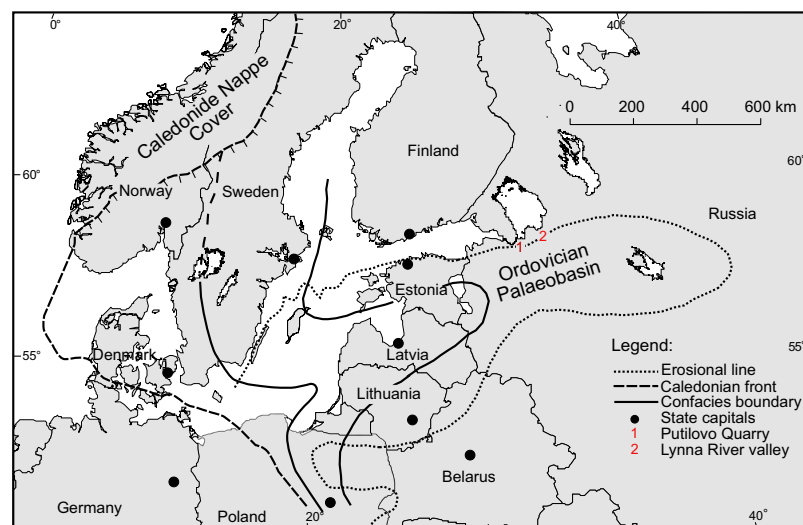 0°
20°
40°
Caledonide Nappe
Cover
0 200 400 600 km
Finland
60°
60°
Norway
Sweden
Russia
1
2
Ordovician
Palaeobasin
Estonia
55°
55°
Denmark
Latvia
Lithuania
Legend:
Erosional line
Caledonian front
Confacies boundary
State capitals
1 Putilovo Quarry
2 Lynna River valley
Belarus
Germany
Poland
20°
40°